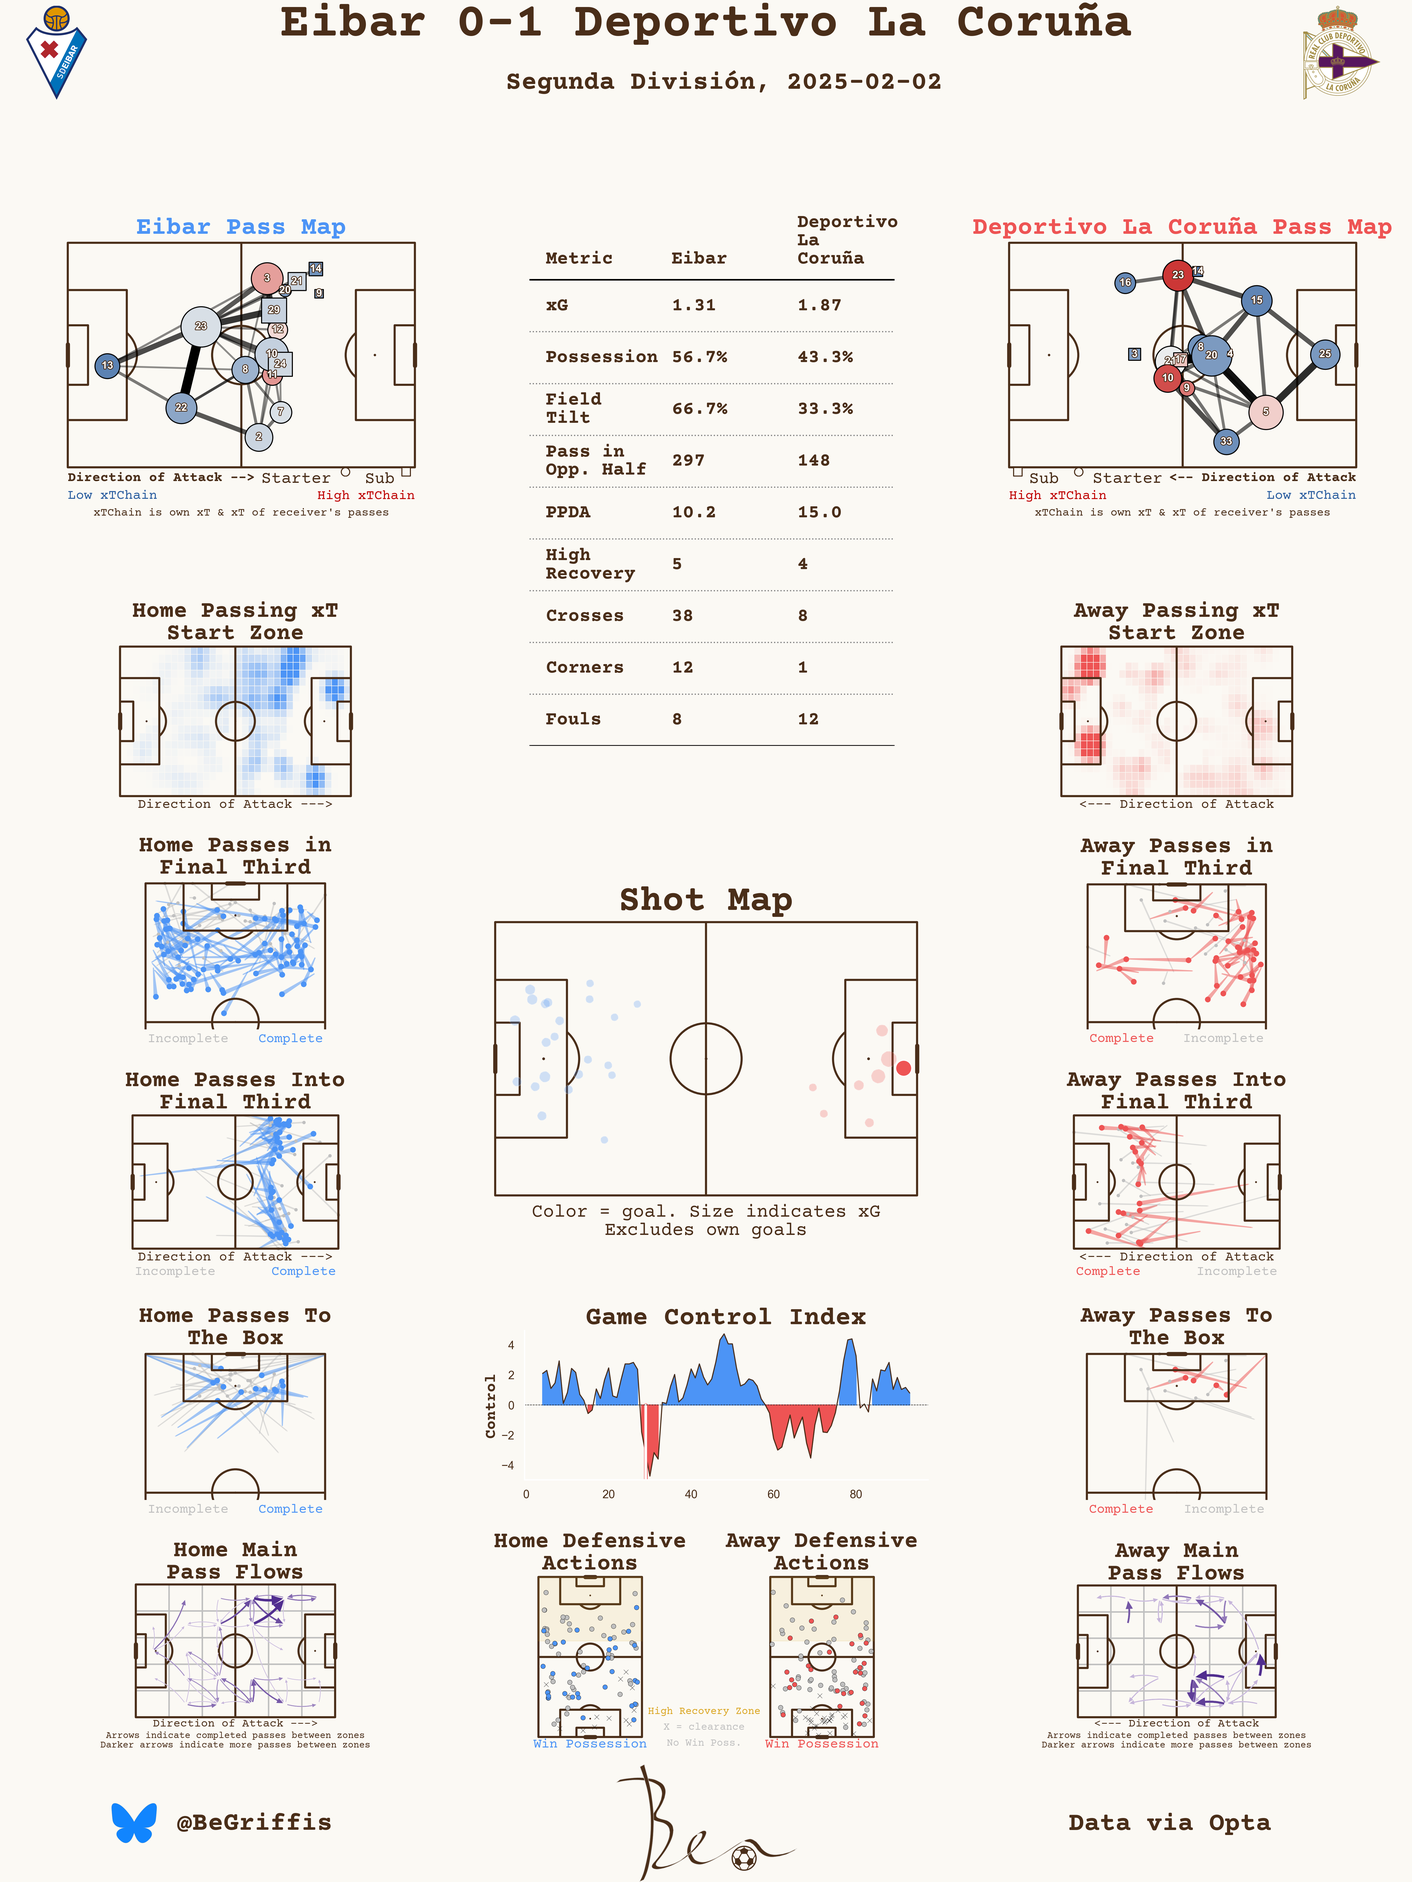 Eibar 0-1 Deportivo La Coruña
Segunda División, 2025-02-02
SDEIBAR
REAL CLUB DEPORTIVO
LA CORUÑA
Eibar Pass Map
3
14
21
20
9
29
23
12
10
24
13
8
11
22
7
2
Direction of Attack --> Starter Sub
Low xTChain High xTChain
xTChain is own xT & xT of receiver's passes
Metric Eibar Deportivo
La
Coruña
xG 1.31 1.87
Possession 56.7% 43.3%
Field
Tilt 66.7% 33.3%
Pass in
Opp. Half 297 148
PPDA 10.2 15.0
High
Recovery 5 4
Crosses 38 8
Corners 12 1
Fouls 8 12
Deportivo La Coruña Pass Map
23
14
16
15
8
3
17
20
4
25
10
9
5
33
Sub Starter <-- Direction of Attack
High xTChain Low xTChain
xTChain is own xT & xT of receiver's passes
Home Passing xT
Start Zone
Direction of Attack --->
Away Passing xT
Start Zone
<--- Direction of Attack
Home Passes in
Final Third
Incomplete Complete
Away Passes in
Final Third
Complete Incomplete
Shot Map
Color = goal. Size indicates xG
Excludes own goals
Home Passes Into
Final Third
Direction of Attack --->
Incomplete Complete
Away Passes Into
Final Third
<--- Direction of Attack
Complete Incomplete
Home Passes To
The Box
Incomplete Complete
Game Control Index
Control
4
2
0
−2
−4
0 20 40 60 80
Away Passes To
The Box
Complete Incomplete
Home Main
Pass Flows
Direction of Attack --->
Arrows indicate completed passes between zones
Darker arrows indicate more passes between zones
Home Defensive
Actions
Win Possession
High Recovery Zone
X = clearance
No Win Poss.
Away Defensive
Actions
Win Possession
Away Main
Pass Flows
<--- Direction of Attack
Arrows indicate completed passes between zones
Darker arrows indicate more passes between zones
@BeGriffis
Ben
Data via Opta